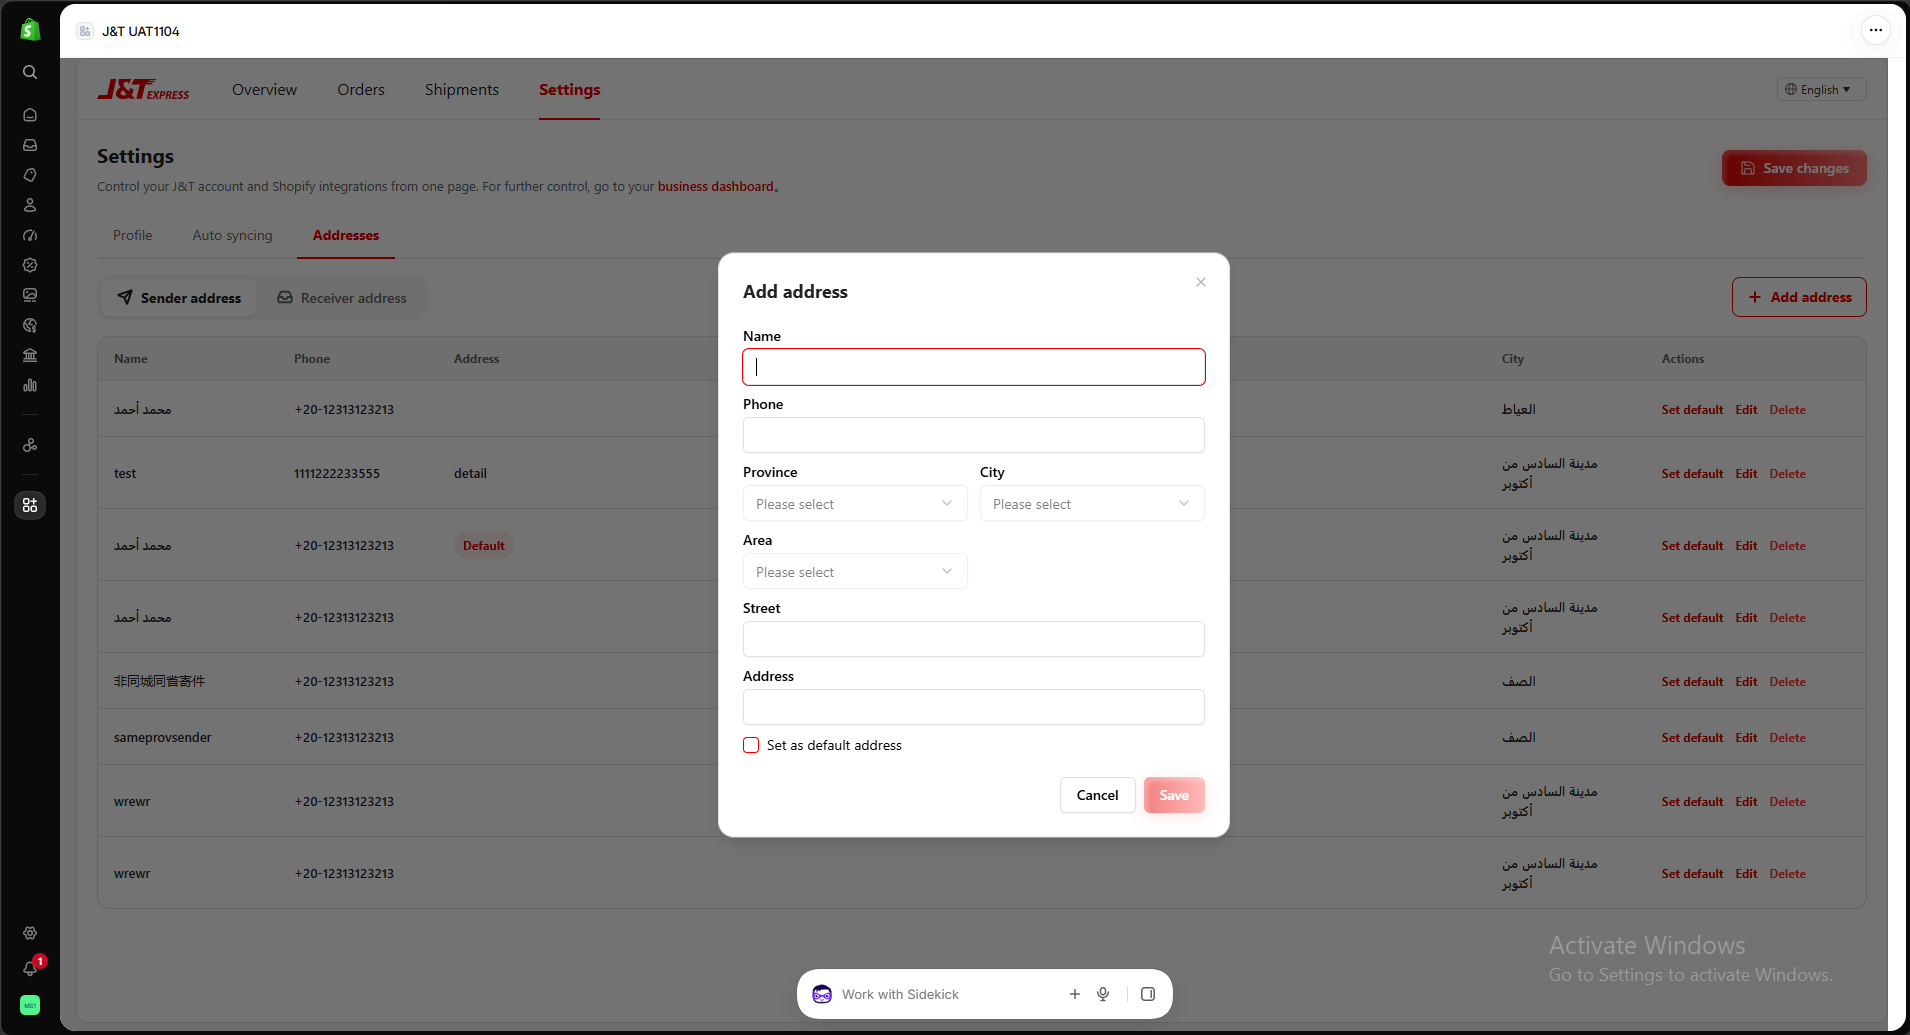 J&T UAT1104
J&T EXPRESS
Overview
Orders
Shipments
Settings
English
Settings
Control your J&T account and Shopify integrations from one page. For further control, go to your business dashboard。
Save changes
Profile
Auto syncing
Addresses
Sender address
Receiver address
Add address
Name
Phone
Address
City
Actions
محمد أحمد
+20-12313123213
العياط
Set default Edit Delete
test
1111222233555
detail
مدينة السادس من
أكتوبر
Set default Edit Delete
محمد أحمد
+20-12313123213
Default
مدينة السادس من
أكتوبر
Set default Edit Delete
محمد أحمد
+20-12313123213
مدينة السادس من
أكتوبر
Set default Edit Delete
非同城同省寄件
+20-12313123213
الصف
Set default Edit Delete
sameprovsender
+20-12313123213
الصف
Set default Edit Delete
wrewr
+20-12313123213
مدينة السادس من
أكتوبر
Set default Edit Delete
wrewr
+20-12313123213
مدينة السادس من
أكتوبر
Set default Edit Delete
Add address
Name
Phone
Province
City
Please select
Please select
Area
Please select
Street
Address
Set as default address
Cancel
Save
Activate Windows
Go to Settings to activate Windows.
1
MST
Work with Sidekick